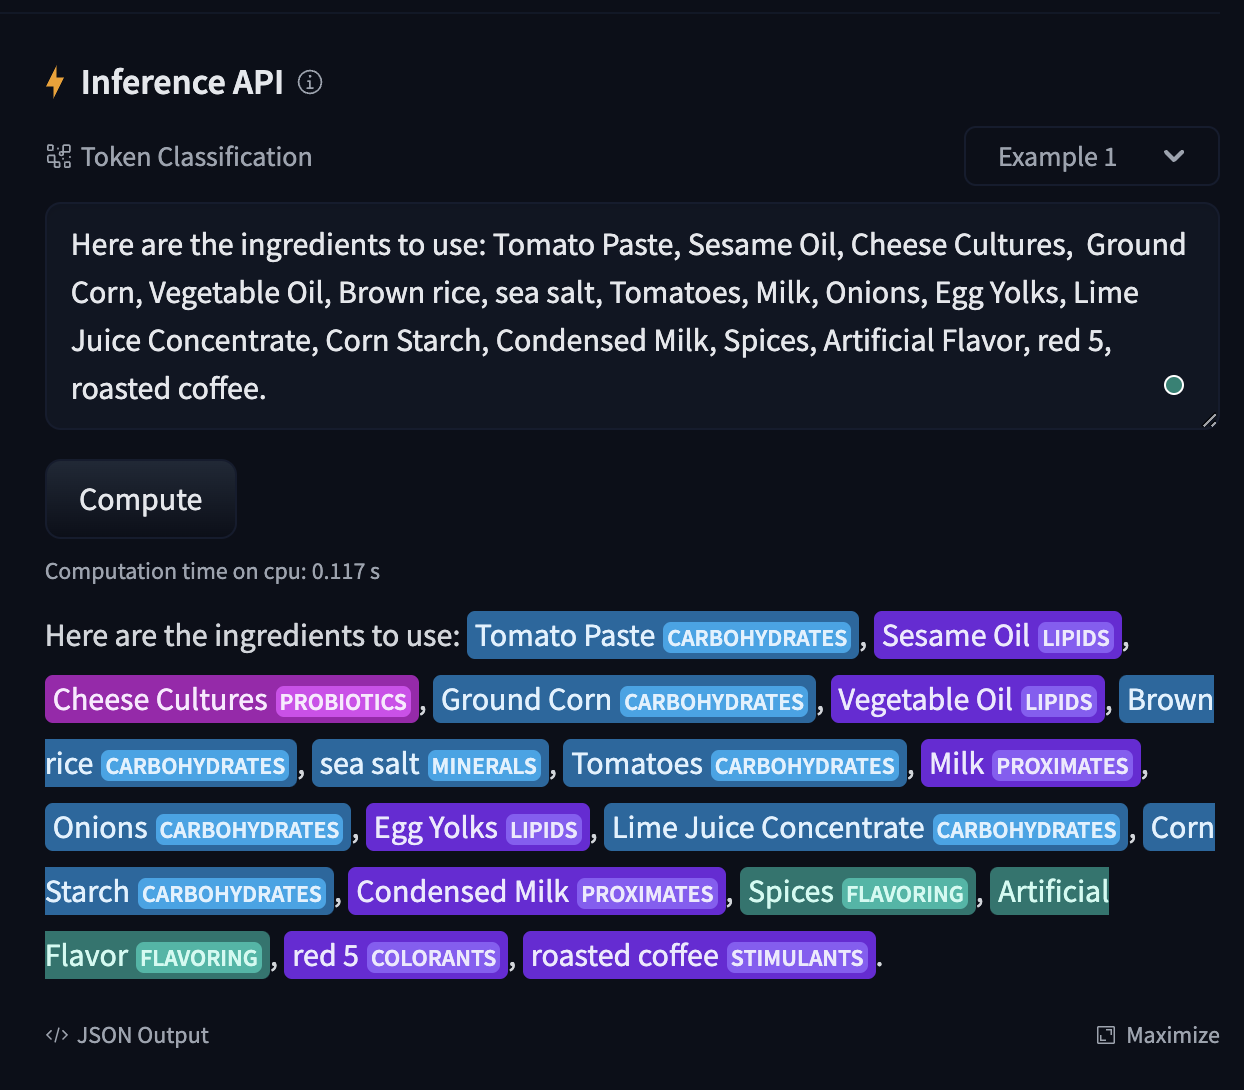 Inference API
Token Classification
Example 1
Here are the ingredients to use: Tomato Paste, Sesame Oil, Cheese Cultures,  Ground
Corn, Vegetable Oil, Brown rice, sea salt, Tomatoes, Milk, Onions, Egg Yolks, Lime
Juice Concentrate, Corn Starch, Condensed Milk, Spices, Artificial Flavor, red 5,
roasted coffee.
Compute
Computation time on cpu: 0.117 s
Here are the ingredients to use: Tomato Paste CARBOHYDRATES, Sesame Oil LIPIDS,
Cheese Cultures PROBIOTICS, Ground Corn CARBOHYDRATES, Vegetable Oil LIPIDS, Brown
rice CARBOHYDRATES, sea salt MINERALS, Tomatoes CARBOHYDRATES, Milk PROXIMATES,
Onions CARBOHYDRATES, Egg Yolks LIPIDS, Lime Juice Concentrate CARBOHYDRATES, Corn
Starch CARBOHYDRATES, Condensed Milk PROXIMATES, Spices FLAVORING, Artificial
Flavor FLAVORING, red 5 COLORANTS, roasted coffee STIMULANTS.
</> JSON Output
Maximize